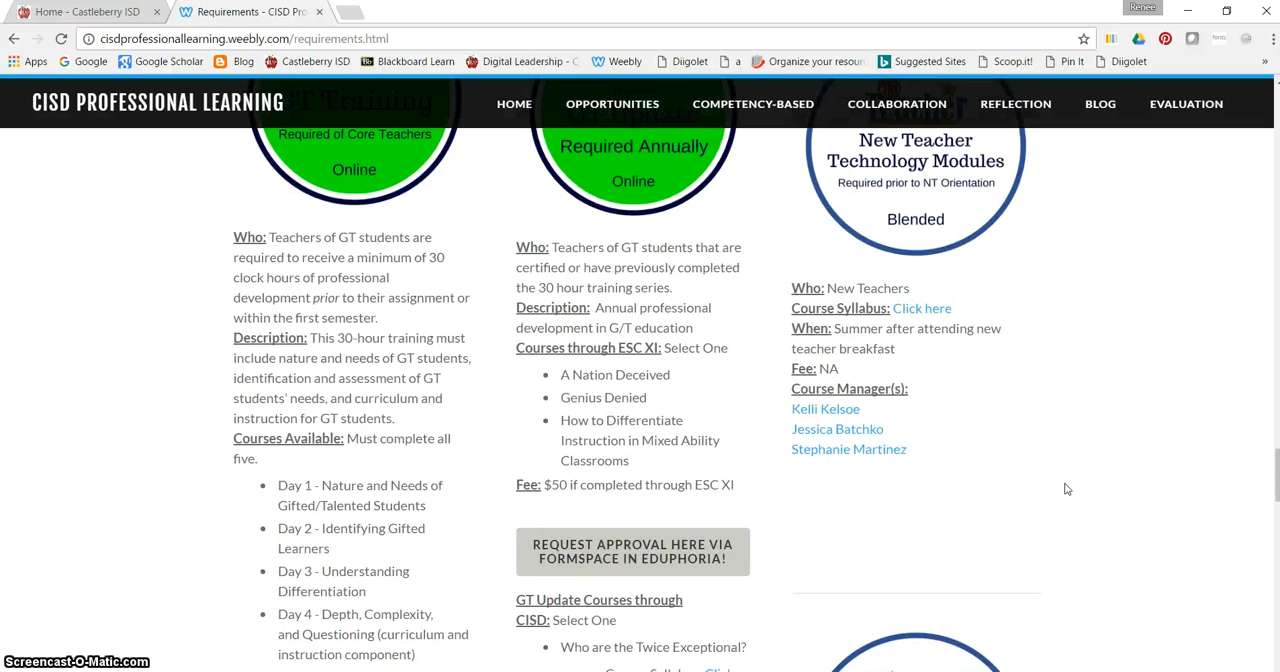 Home - Castleberry ISD
Requirements - CISD Pro
Renee
cisdprofessionallearning.weebly.com/requirements.html
Apps Google Google Scholar Blog Castleberry ISD Blackboard Learn Digital Leadership - C Weebly Diigolet a Organize your resour Suggested Sites Scoop.it! Pin It Diigolet »
CISD PROFESSIONAL LEARNING
HOME OPPORTUNITIES COMPETENCY-BASED COLLABORATION REFLECTION BLOG EVALUATION
GT Training
Required of Core Teachers
Online
Who: Teachers of GT students are
required to receive a minimum of 30
clock hours of professional
development prior to their assignment or
within the first semester.
Description: This 30-hour training must
include nature and needs of GT students,
identification and assessment of GT
students' needs, and curriculum and
instruction for GT students.
Courses Available: Must complete all
five.
• Day 1 - Nature and Needs of
Gifted/Talented Students
• Day 2 - Identifying Gifted
Learners
• Day 3 - Understanding
Differentiation
• Day 4 - Depth, Complexity,
and Questioning (curriculum and
instruction component)
GT Update
Required Annually
Online
Who: Teachers of GT students that are
certified or have previously completed
the 30 hour training series.
Description: Annual professional
development in G/T education
Courses through ESC XI: Select One
• A Nation Deceived
• Genius Denied
• How to Differentiate
Instruction in Mixed Ability
Classrooms
Fee: $50 if completed through ESC XI
REQUEST APPROVAL HERE VIA
FORMSPACE IN EDUPHORIA!
GT Update Courses through
CISD: Select One
• Who are the Twice Exceptional?
New Teacher
Technology Modules
Required prior to NT Orientation
Blended
Who: New Teachers
Course Syllabus: Click here
When: Summer after attending new
teacher breakfast
Fee: NA
Course Manager(s):
Kelli Kelsoe
Jessica Batchko
Stephanie Martinez
Screencast-O-Matic.com